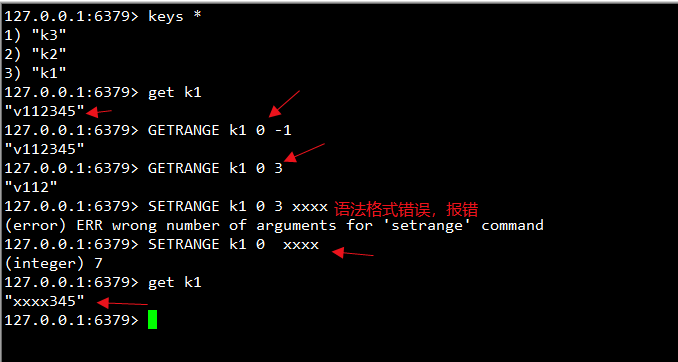 127.0.0.1:6379> keys *
1) "k3"
2) "k2"
3) "k1"
127.0.0.1:6379> get k1
"v112345"
127.0.0.1:6379> GETRANGE k1 0 -1
"v112345"
127.0.0.1:6379> GETRANGE k1 0 3
"v112"
127.0.0.1:6379> SETRANGE k1 0 3 xxxx 语法格式错误，报错
(error) ERR wrong number of arguments for 'setrange' command
127.0.0.1:6379> SETRANGE k1 0  xxxx
(integer) 7
127.0.0.1:6379> get k1
"xxxx345"
127.0.0.1:6379>